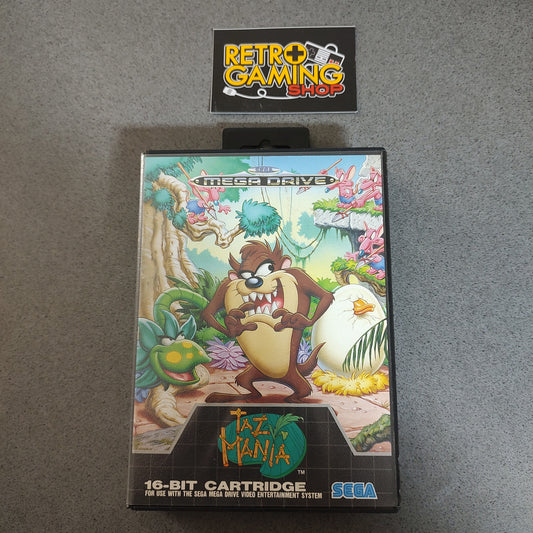 RETRO
GAMING
SHOP
SEGA
MEGA DRIVE
TAZ
MANIA
TM
16-BIT CARTRIDGE
FOR USE WITH THE SEGA MEGA DRIVE VIDEO ENTERTAINMENT SYSTEM
SEGA